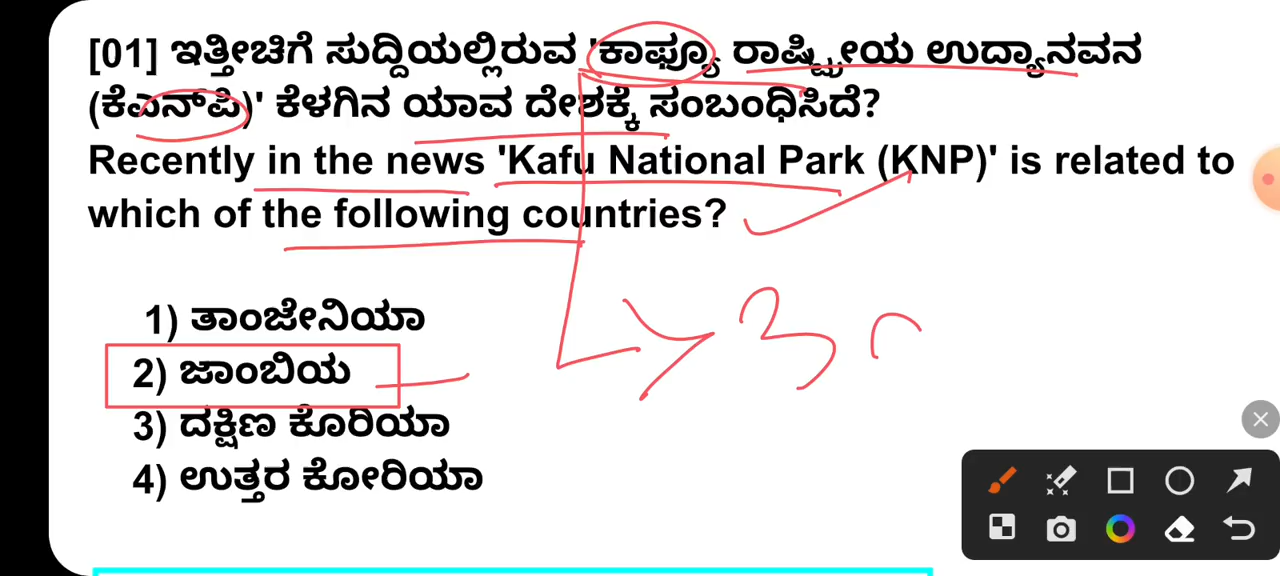 [01] ಇತ್ತೀಚಿಗೆ ಸುದ್ದಿಯಲ್ಲಿರುವ 'ಕಾಫ್ಯೂ ರಾಷ್ಟ್ರೀಯ ಉದ್ಯಾನವನ
(ಕೆಎನ್‌ಪಿ)' ಕೆಳಗಿನ ಯಾವ ದೇಶಕ್ಕೆ ಸಂಬಂಧಿಸಿದೆ?
Recently in the news 'Kafu National Park (KNP)' is related to
which of the following countries?
1) ತಾಂಜೇನಿಯಾ
2) ಜಾಂಬಿಯ
3) ದಕ್ಷಿಣ ಕೊರಿಯಾ
4) ಉತ್ತರ ಕೋರಿಯಾ
3